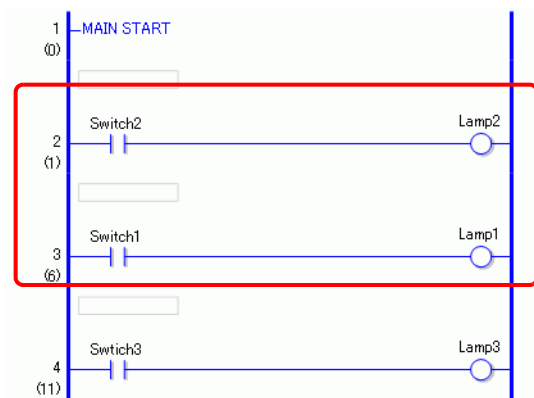 1 MAIN START
(0)
Switch2 Lamp2
2
(1)
Switch1 Lamp1
3
(6)
Swtich3 Lamp3
4
(11)